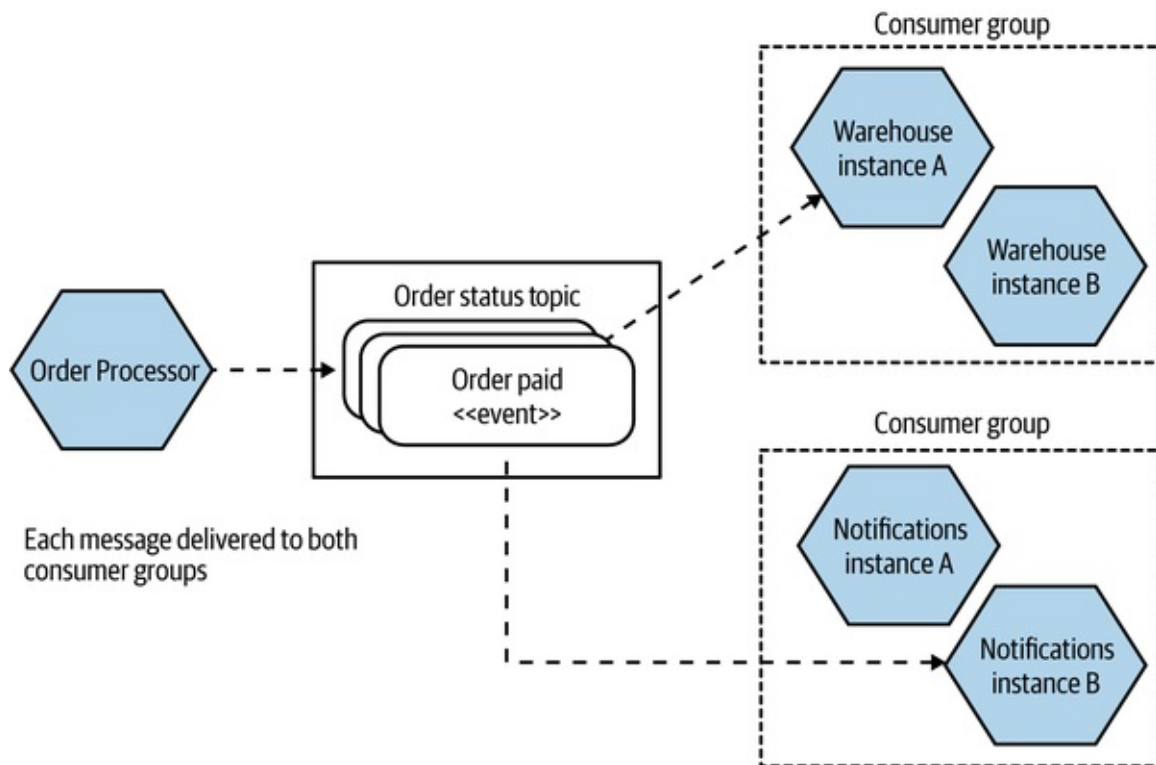 Consumer group
Warehouse
instance A
Warehouse
instance B
Order status topic
Order Processor
Order paid
<<event>>
Consumer group
Each message delivered to both
consumer groups
Notifications
instance A
Notifications
instance B